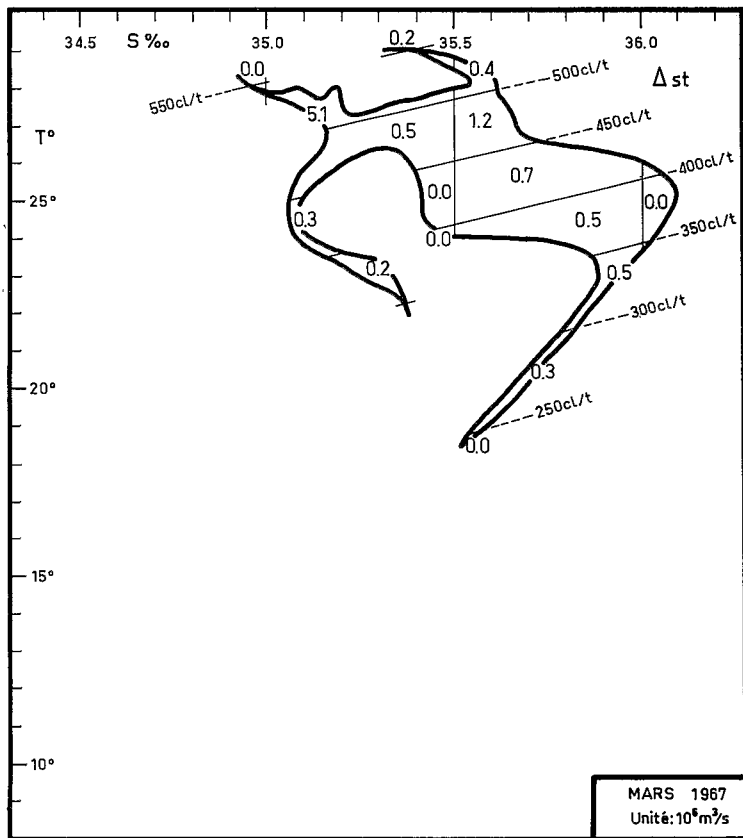 34.5 S ‰ 35.0 35.5 36.0
0.2
0.0 0.4 Δst
550cl/t 500cl/t
5.1
0.5 1.2 450cl/t
T°
0.0 0.7 400cl/t
25° 0.0
0.3 0.5 350cl/t
0.0
0.2 0.5
300cl/t
20° 0.3
250cl/t
0.0
15°
10°
MARS 1967
Unité: 10⁶m³/s